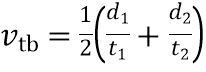 v_tb = 1/2 (d_1/t_1 + d_2/t_2)